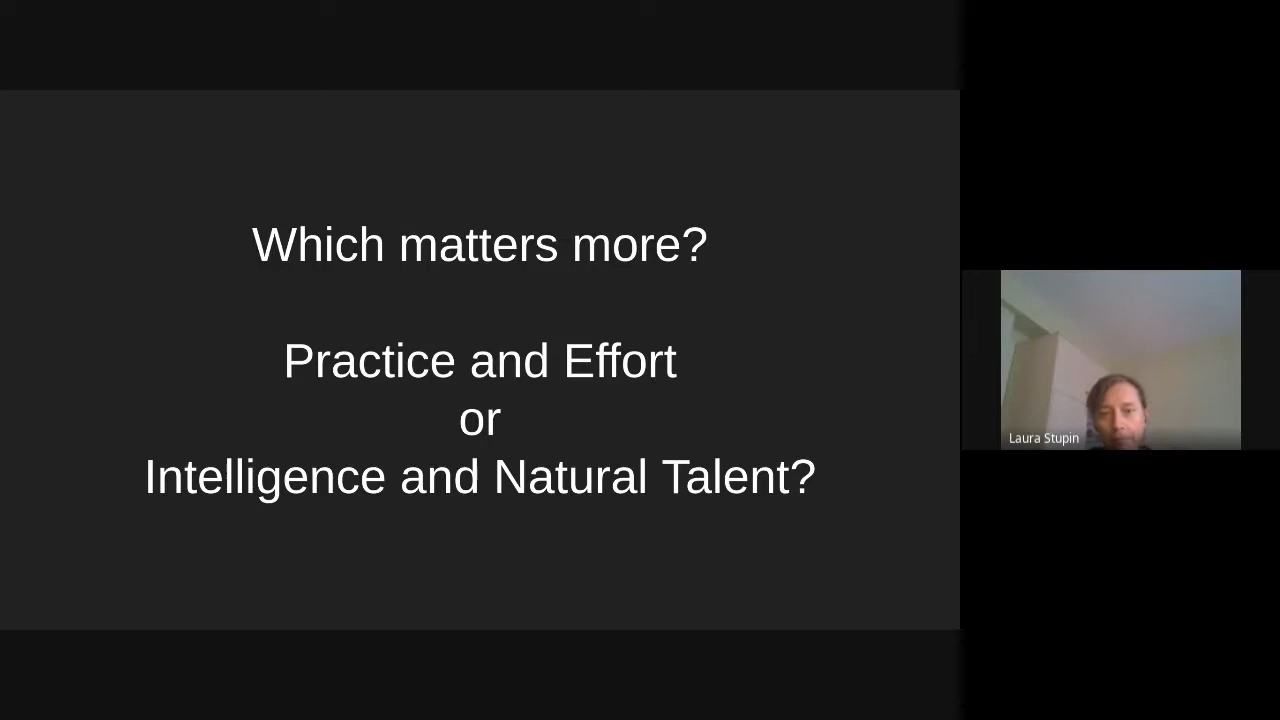 Which matters more?
Practice and Effort
or
Intelligence and Natural Talent?
Laura Stupin